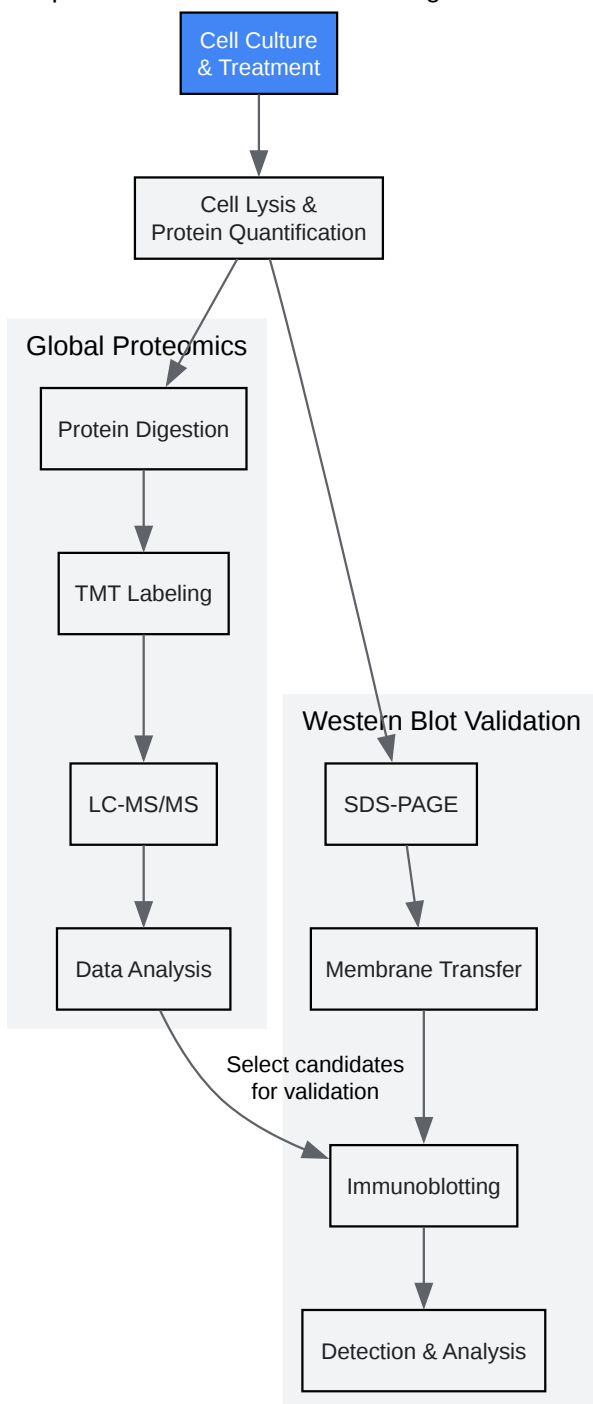 Cell Culture
& Treatment
Cell Lysis &
Protein Quantification
Global Proteomics
Protein Digestion
TMT Labeling
LC-MS/MS
Data Analysis
Western Blot Validation
SDS-PAGE
Membrane Transfer
Select candidates
for validation
Immunoblotting
Detection & Analysis